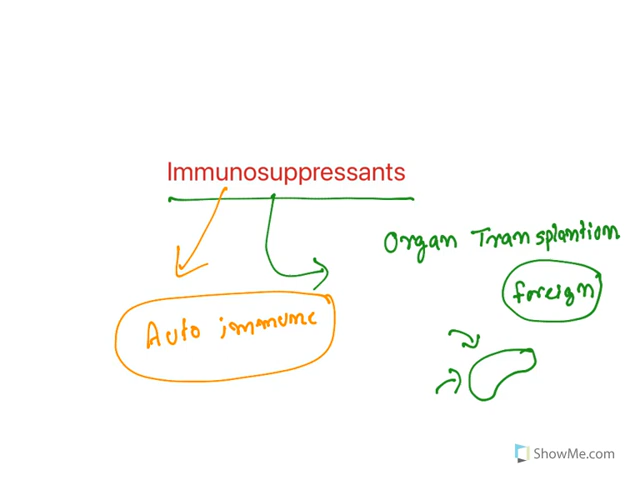 Immunosuppressants
Organ Transplantion
foreign
Auto immune
ShowMe.com